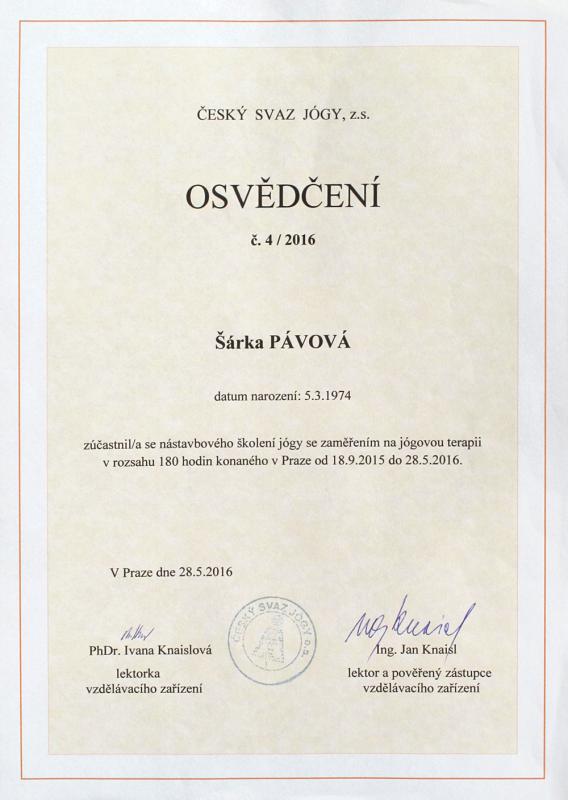 ČESKÝ SVAZ JÓGY, z.s.
OSVĚDČENÍ
č. 4 / 2016
Šárka PÁVOVÁ
datum narození: 5.3.1974
zúčastnil/a se nástavbového školení jógy se zaměřením na jógovou terapii
v rozsahu 180 hodin konaného v Praze od 18.9.2015 do 28.5.2016.
V Praze dne 28.5.2016
ČESKÝ SVAZ JÓGY o.s.
PhDr. Ivana Knaislová
lektorka
vzdělávacího zařízení
Ing. Jan Knaisl
lektor a pověřený zástupce
vzdělávacího zařízení